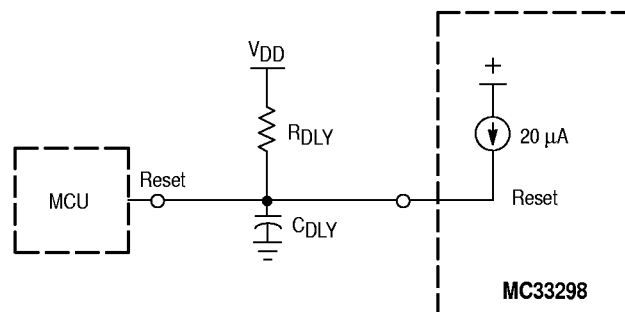 VDD
RDLY
+
20 μA
MCU
Reset
Reset
CDLY
MC33298